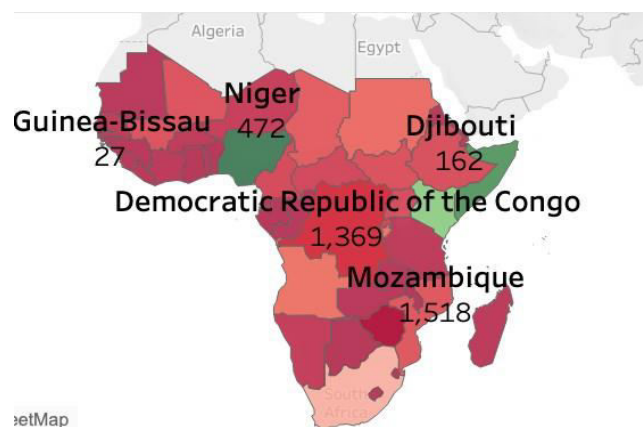 Algeria
Egypt
Niger
472
Guinea-Bissau
27
Djibouti
162
Democratic Republic of the Congo
1,369
Mozambique
1,518
South
Africa
eetMap